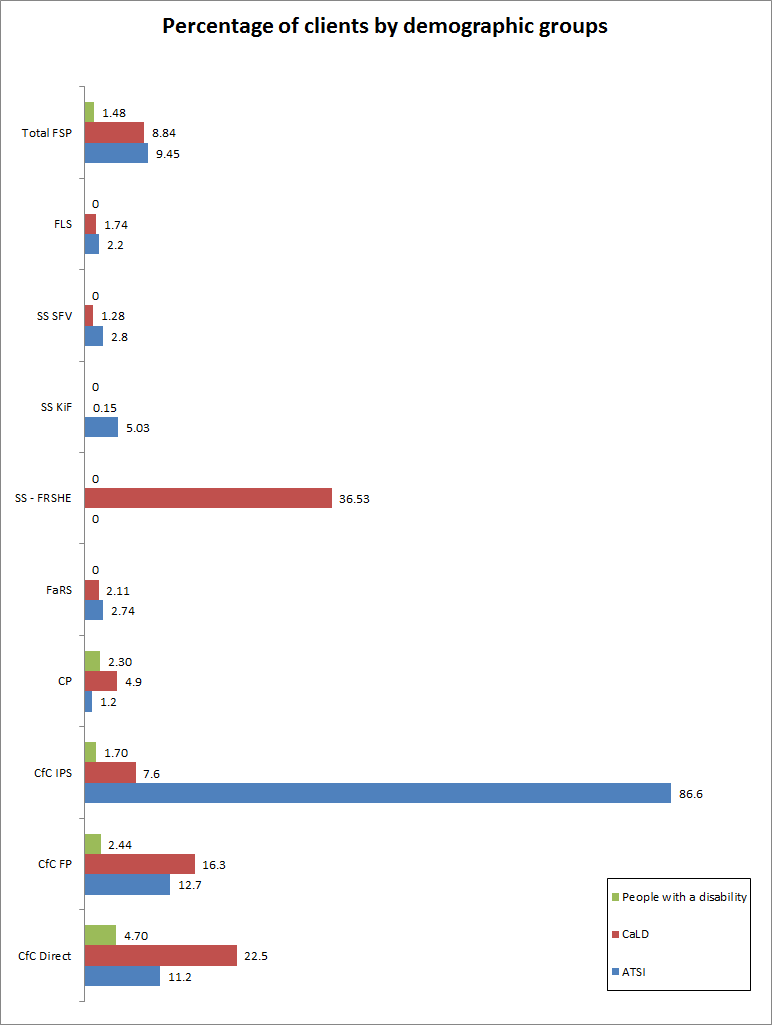 Percentage of clients by demographic groups
1.48
Total FSP 8.84
9.45
0
FLS 1.74
2.2
0
SS SFV 1.28
2.8
0
SS KiF 0.15
5.03
0
SS - FRSHE 36.53
0
0
FaRS 2.11
2.74
2.30
CP 4.9
1.2
1.70
CfC IPS 7.6
86.6
2.44
CfC FP 16.3
12.7
4.70
CfC Direct 22.5
11.2
People with a disability
CaLD
ATSI